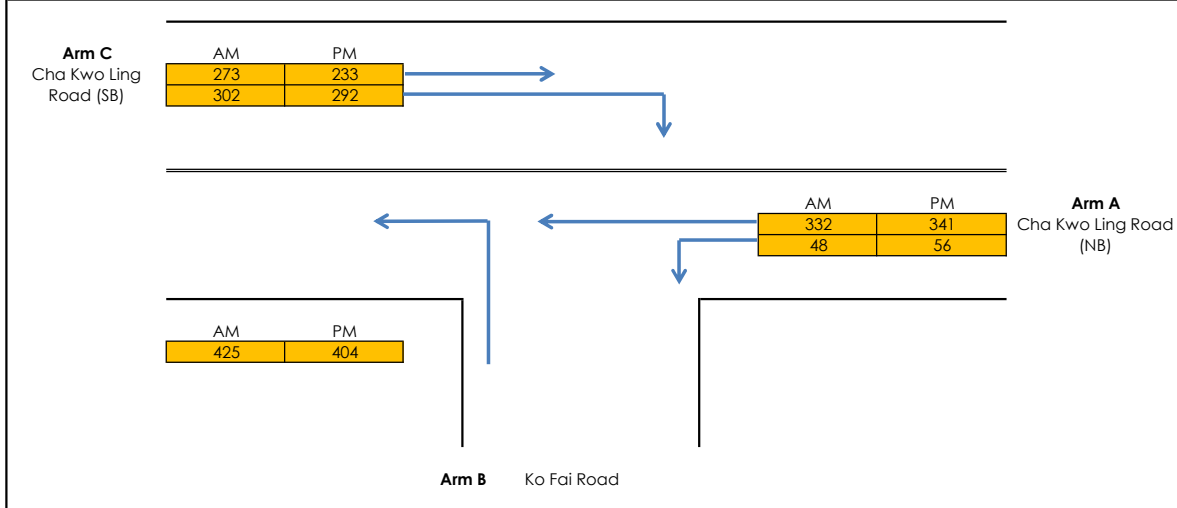 Arm C
Cha Kwo Ling
Road (SB)
AM PM
273 233
302 292
AM PM
332 341
48 56
Arm A
Cha Kwo Ling Road
(NB)
AM PM
425 404
Arm B Ko Fai Road